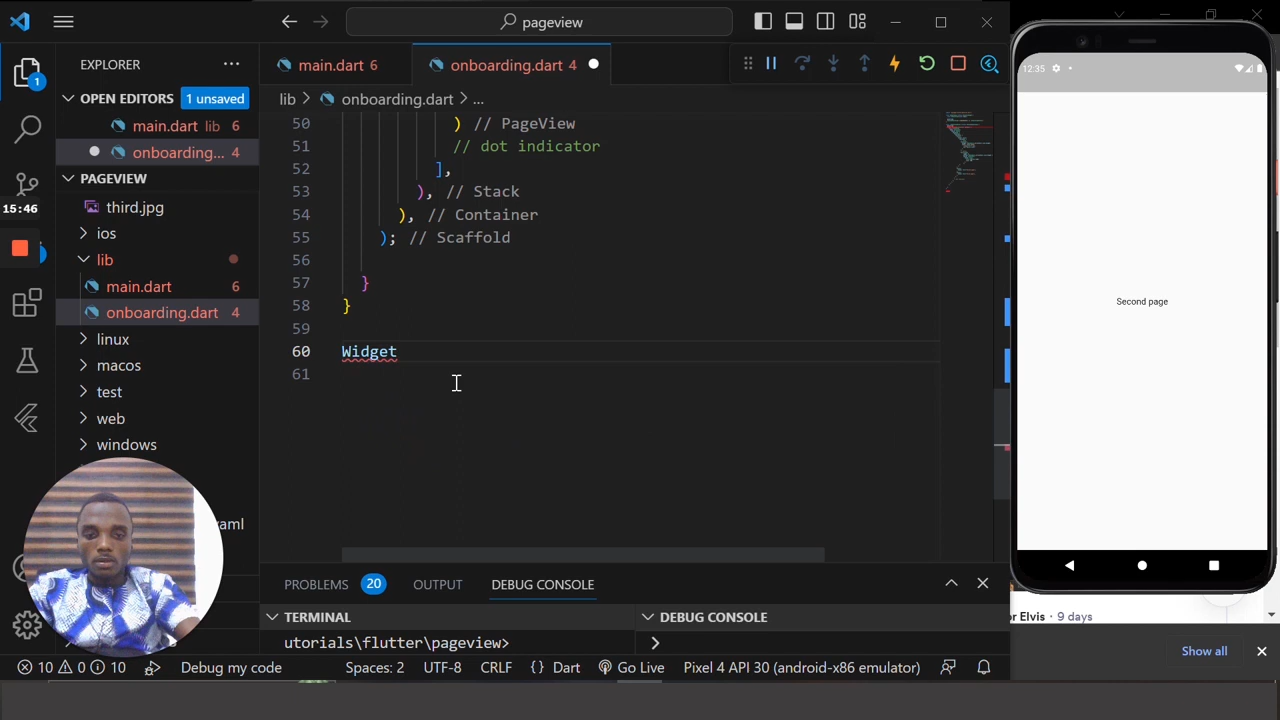 pageview
EXPLORER
OPEN EDITORS 1 unsaved
main.dart lib 6
onboarding... 4
PAGEVIEW
third.jpg
ios
lib
main.dart 6
onboarding.dart 4
linux
macos
test
web
windows
yaml
1
15:46
main.dart 6
onboarding.dart 4
lib > onboarding.dart > ...
50 ) // PageView
51 // dot indicator
52 ],
53 ), // Stack
54 ), // Container
55 ); // Scaffold
56
57 }
58 }
59
60 Widget
61
PROBLEMS 20 OUTPUT DEBUG CONSOLE
TERMINAL
utorials\flutter\pageview>
DEBUG CONSOLE
>
10 0 10 Debug my code Spaces: 2 UTF-8 CRLF {} Dart Go Live Pixel 4 API 30 (android-x86 emulator)
12:35
Second page
or Elvis · 9 days
Show all